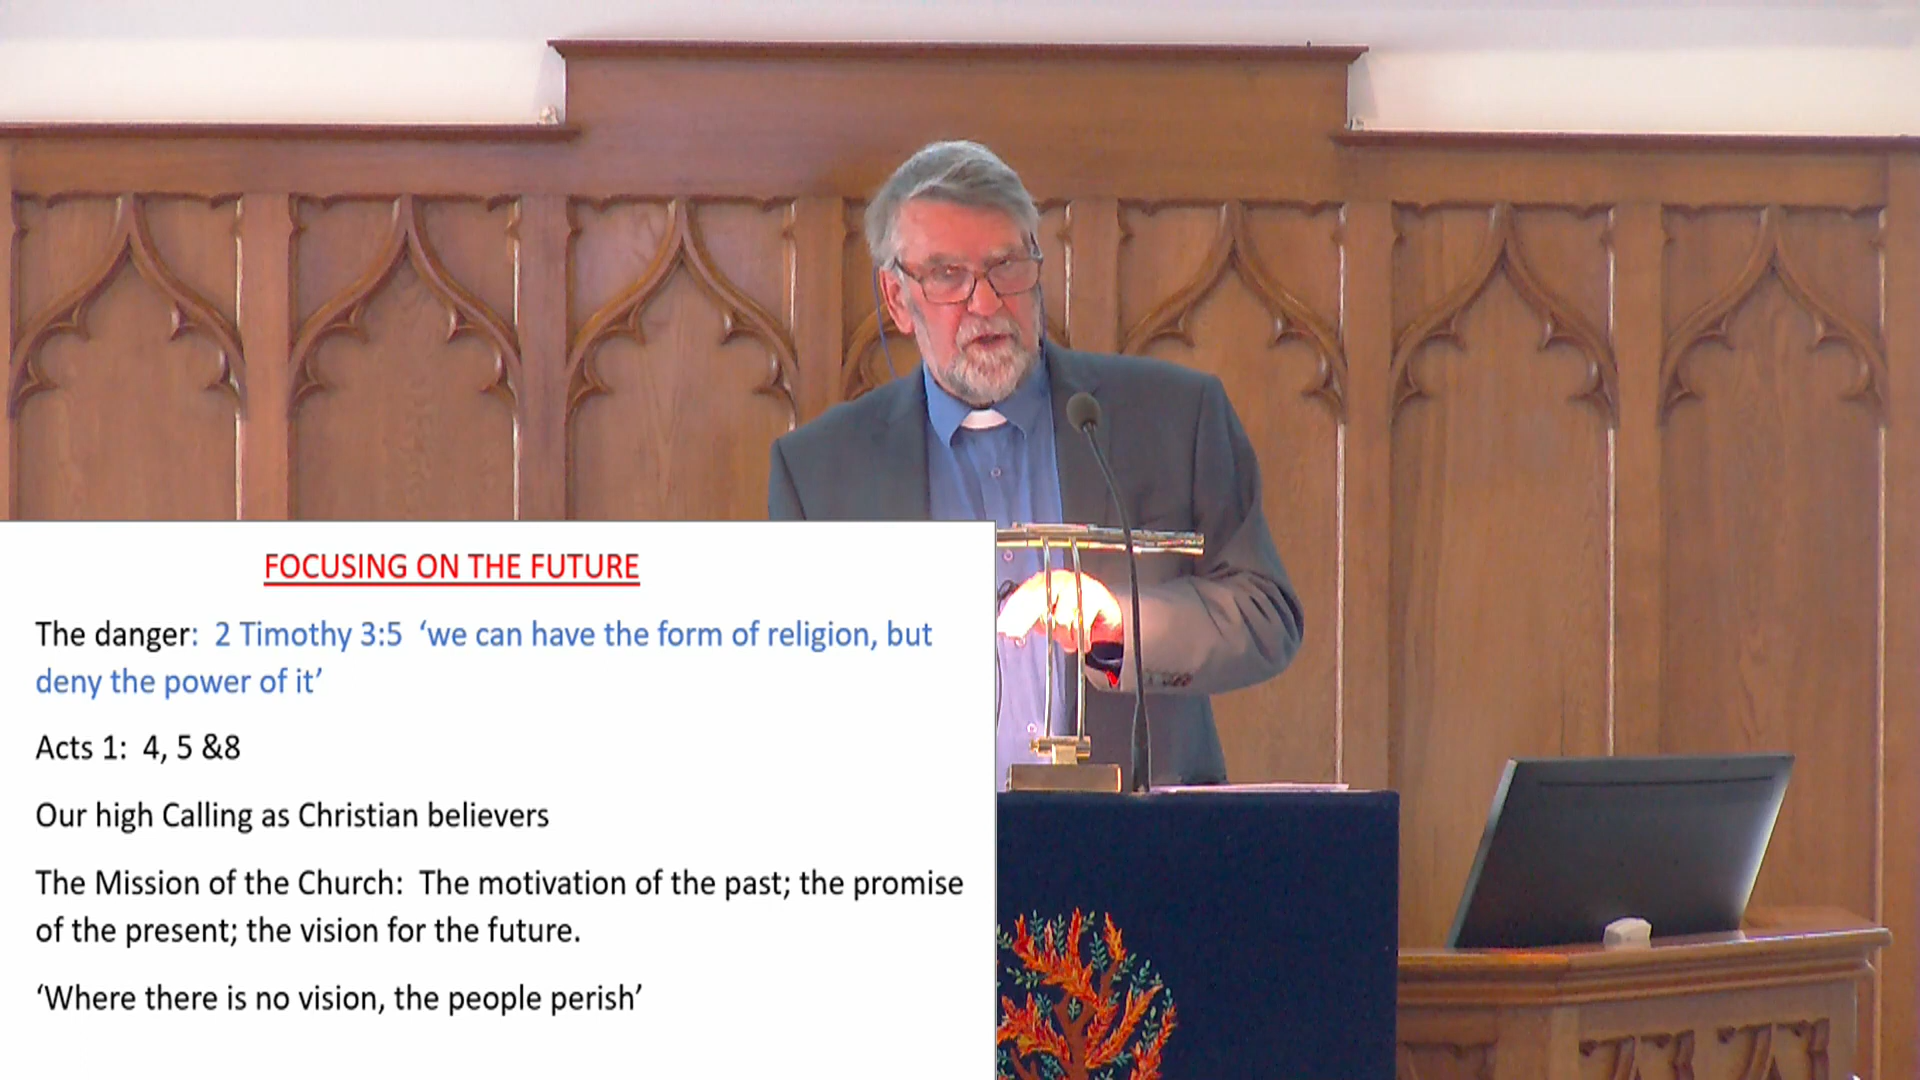 FOCUSING ON THE FUTURE
The danger:  2 Timothy 3:5  ‘we can have the form of religion, but
deny the power of it’
Acts 1:  4, 5 &8
Our high Calling as Christian believers
The Mission of the Church:  The motivation of the past; the promise
of the present; the vision for the future.
‘Where there is no vision, the people perish’